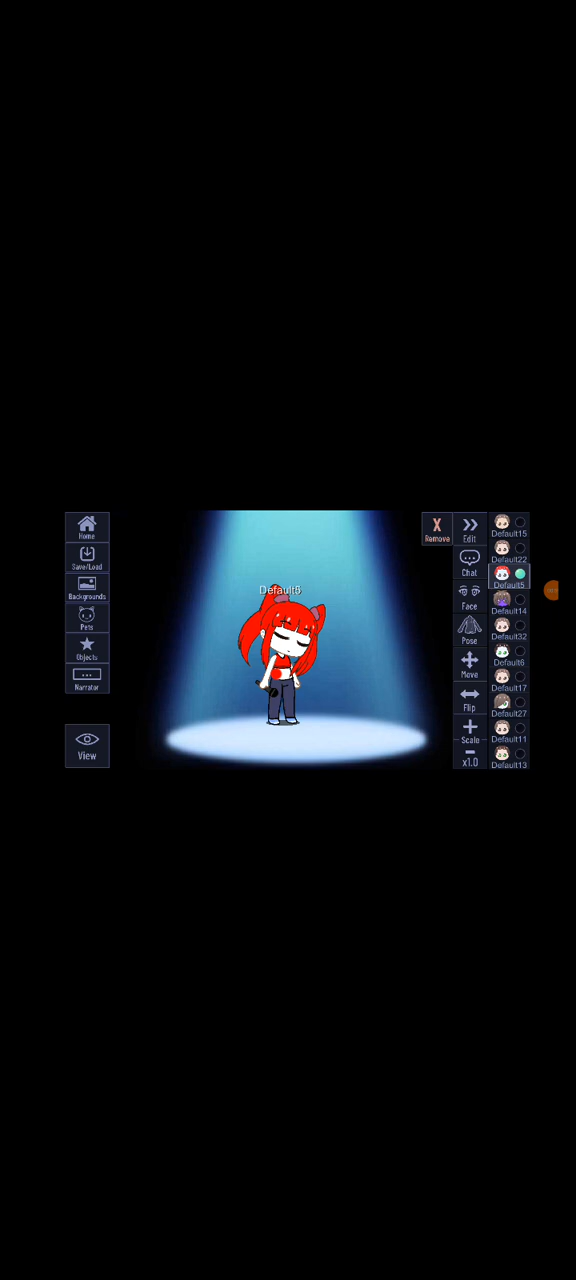 Home
Save/Load
Backgrounds
Pets
Objects
Narrator
View
Default5
X
Remove
Edit
Chat
Face
Pose
Move
Flip
Scale
x1.0
Default15
Default22
Default5
Default14
Default32
Default6
Default17
Default27
Default11
Default13